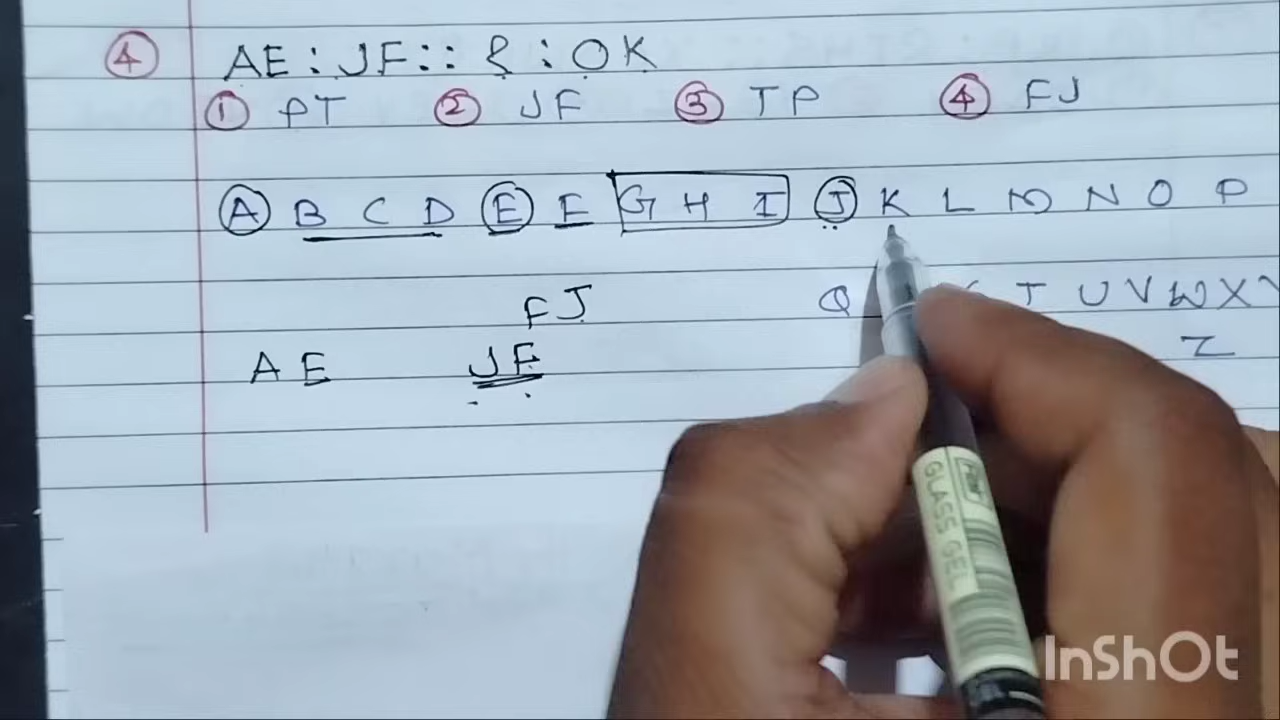 ④ AE : JF : : ? : OK
① PT ② JF ③ TP ④ FJ
A B C D E F G H I J K L M N O P
Q T U V W X
Z
FJ
AE JF
GLASS GEL
InShOt